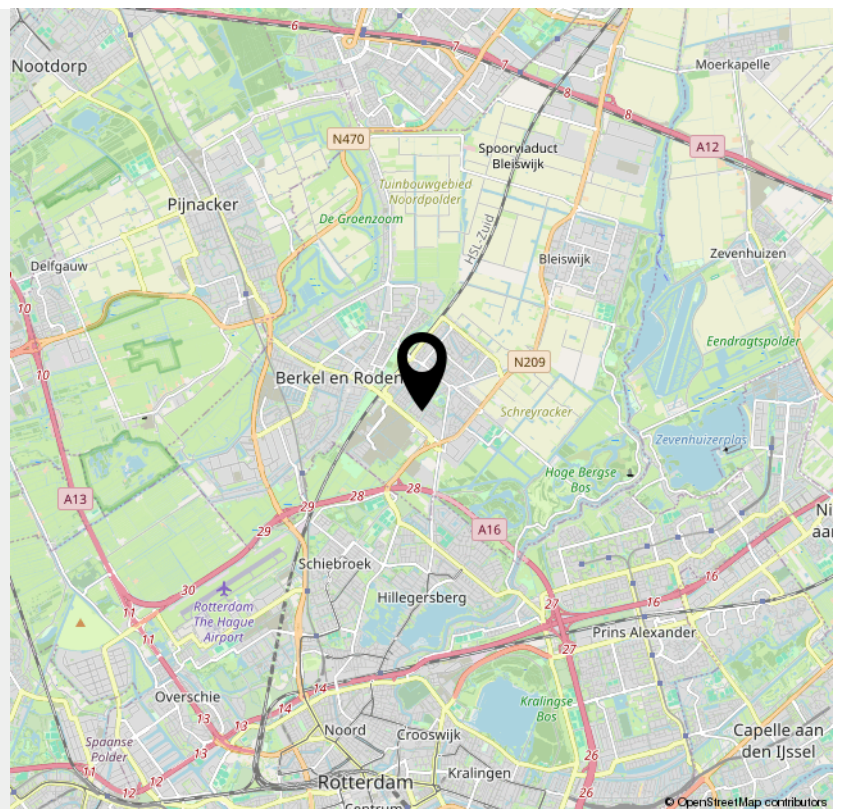 6
7
7
Nootdorp
Moerkapelle
8
8
N470
A12
Spoorviaduct
Bleiswijk
Tuinbouwgebied
Noordpolder
Pijnacker
De Groenzoom
HSL-Zuid
Bleiswijk
Zevenhuizen
Delfgauw
10
Eendragtspolder
N209
10
Berkel en Roden
Schreyracker
Zevenhuizerplas
Hoge Bergse
Bos
A13
28
28
29
Ni
aan
29
A16
Schiebroek
16
30
Hillegersberg
27
16
11
Rotterdam
The Hague
Airport
11
Prins Alexander
27
14
Overschie
14
13
13
Kralingse
Bos
Noord
Crooswijk
Capelle aan
den IJssel
Spaanse
Polder
12
26
11
12
Rotterdam
Kralingen
26
Centrum
© OpenStreetMap contributors